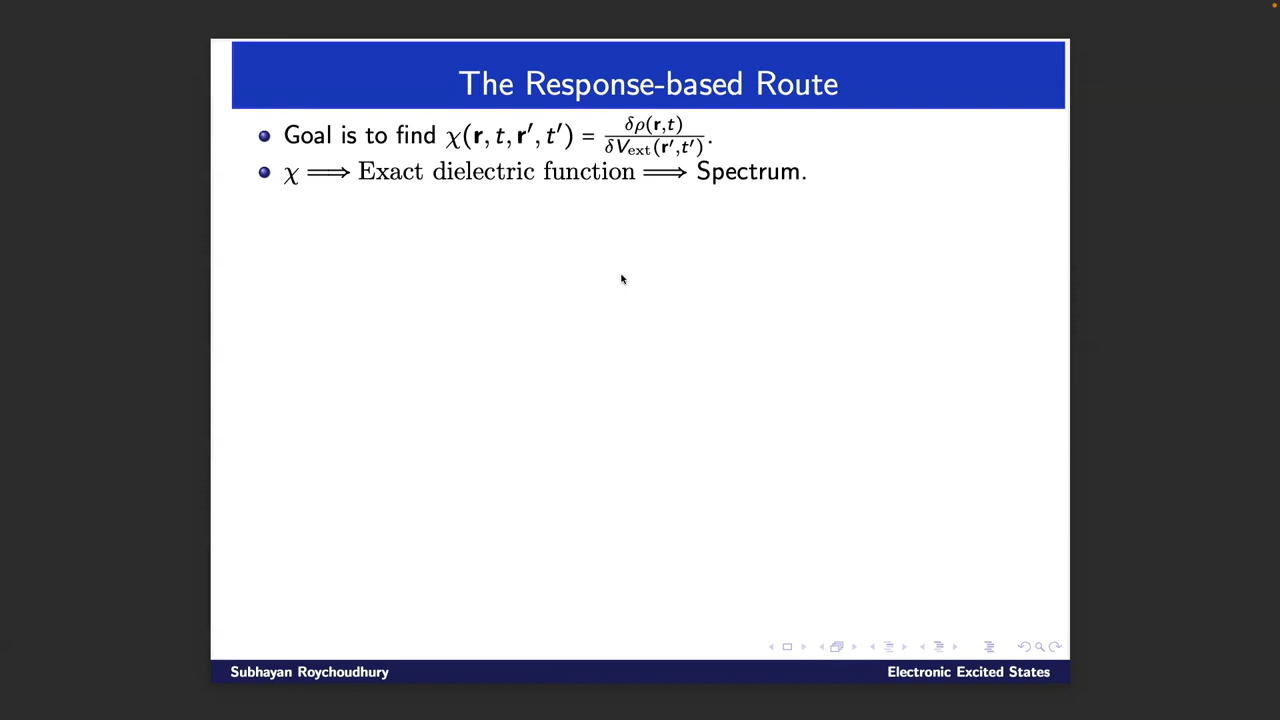 The Response-based Route
Goal is to find χ(r, t, r′, t′) = δρ(r,t) / δV_ext(r′,t′).
χ ⟹ Exact dielectric function ⟹ Spectrum.
Subhayan Roychoudhury
Electronic Excited States